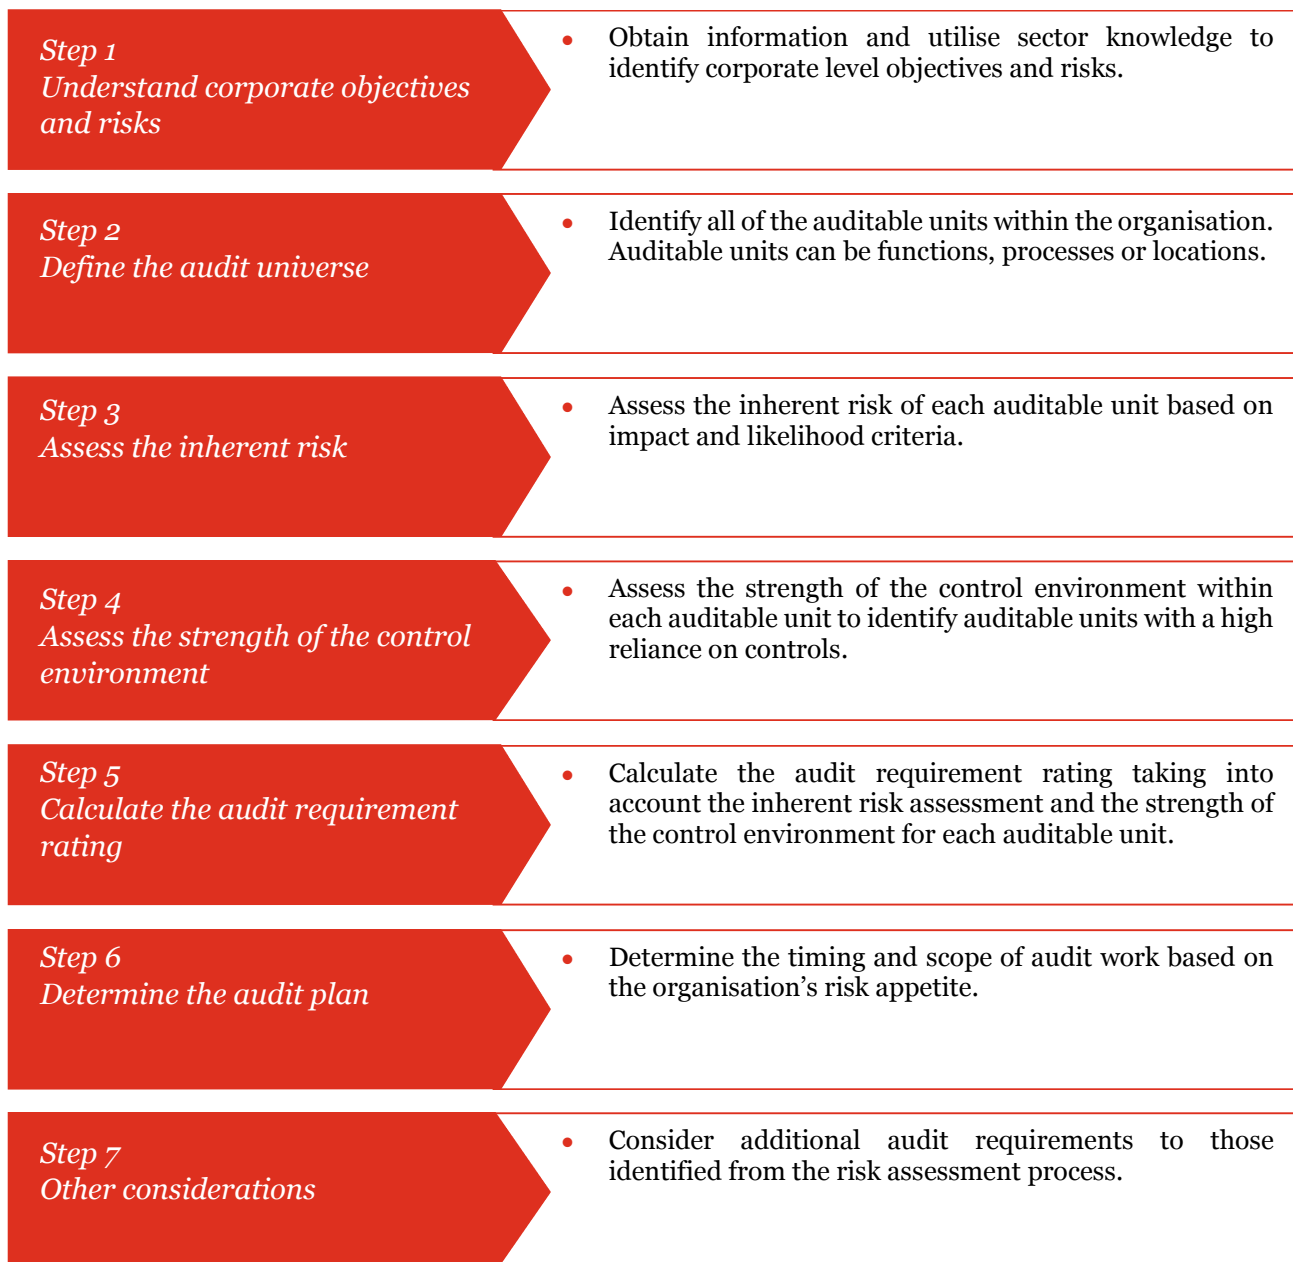 Step 1
Understand corporate objectives
and risks
• Obtain information and utilise sector knowledge to
identify corporate level objectives and risks.
Step 2
Define the audit universe
• Identify all of the auditable units within the organisation.
Auditable units can be functions, processes or locations.
Step 3
Assess the inherent risk
• Assess the inherent risk of each auditable unit based on
impact and likelihood criteria.
Step 4
Assess the strength of the control
environment
• Assess the strength of the control environment within
each auditable unit to identify auditable units with a high
reliance on controls.
Step 5
Calculate the audit requirement
rating
• Calculate the audit requirement rating taking into
account the inherent risk assessment and the strength of
the control environment for each auditable unit.
Step 6
Determine the audit plan
• Determine the timing and scope of audit work based on
the organisation’s risk appetite.
Step 7
Other considerations
• Consider additional audit requirements to those
identified from the risk assessment process.